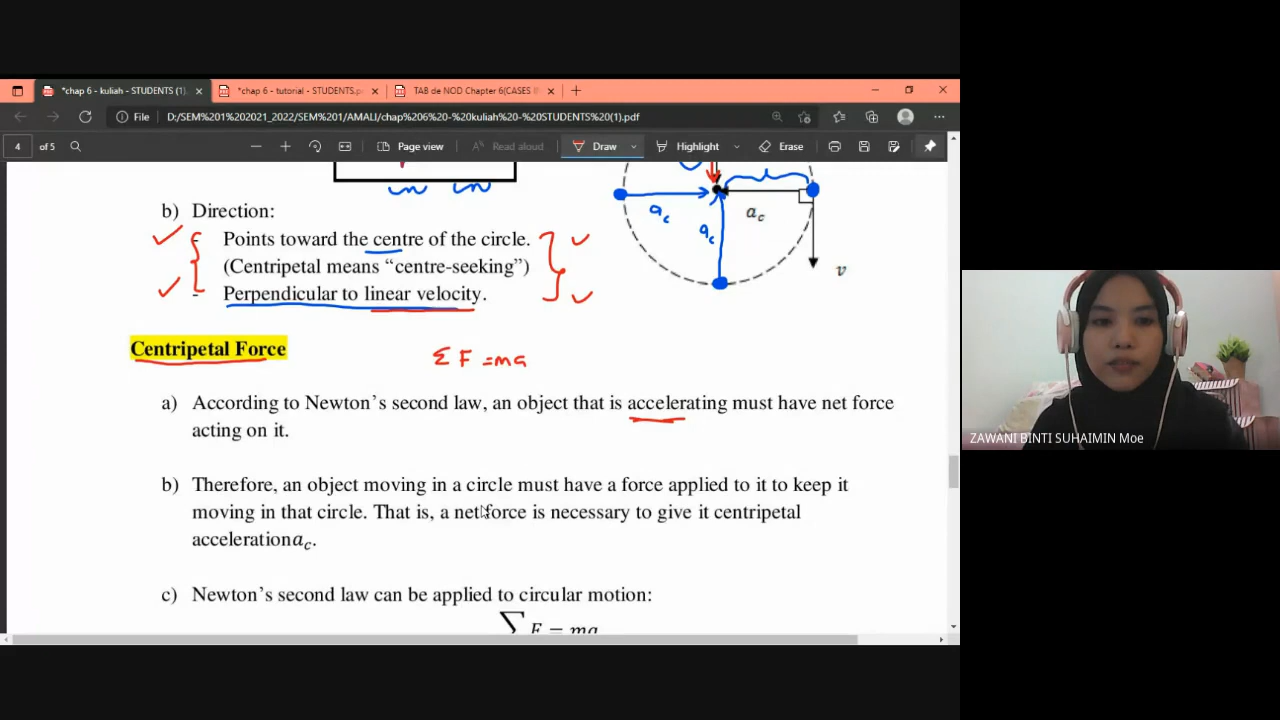 *chap 6 - kuliah - STUDENTS (1).
*chap 6 - tutorial - STUDENTS.p
TAB de NOD Chapter 6(CASES
File
D:/SEM%201%202021_2022/SEM%201/AMALI/chap%206%20-%20kuliah%20-%20STUDENTS%20(1).pdf
4 of 5
Page view
Read aloud
Draw
Highlight
Erase
b) Direction:
- Points toward the centre of the circle.
(Centripetal means “centre-seeking”)
- Perpendicular to linear velocity.
a_c
a_c
a_c
v
Centripetal Force
Σ F = ma
a) According to Newton’s second law, an object that is accelerating must have net force
acting on it.
b) Therefore, an object moving in a circle must have a force applied to it to keep it
moving in that circle. That is, a net force is necessary to give it centripetal
accelerationa_c.
c) Newton’s second law can be applied to circular motion:
∑ F = ma
ZAWANI BINTI SUHAIMIN Moe